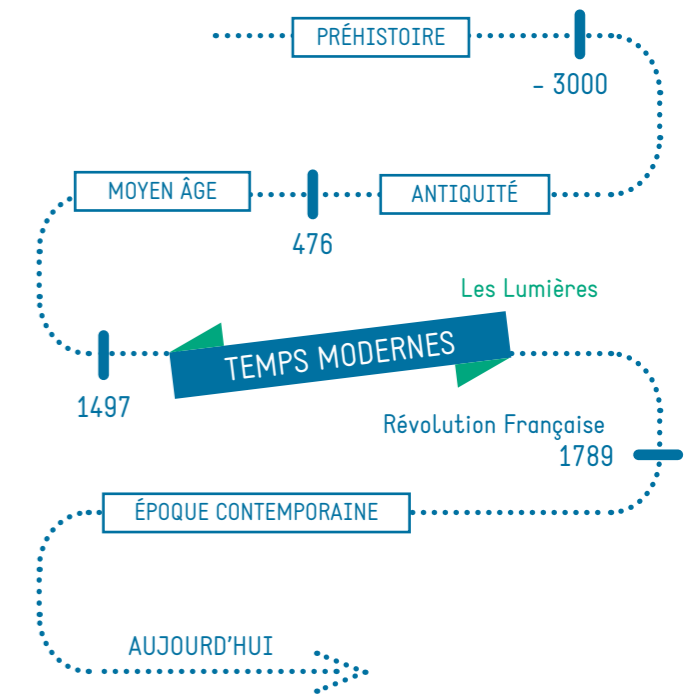 PRÉHISTOIRE
- 3000
MOYEN ÂGE
ANTIQUITÉ
476
Les Lumières
TEMPS MODERNES
1497
Révolution Française
1789
ÉPOQUE CONTEMPORAINE
AUJOURD'HUI